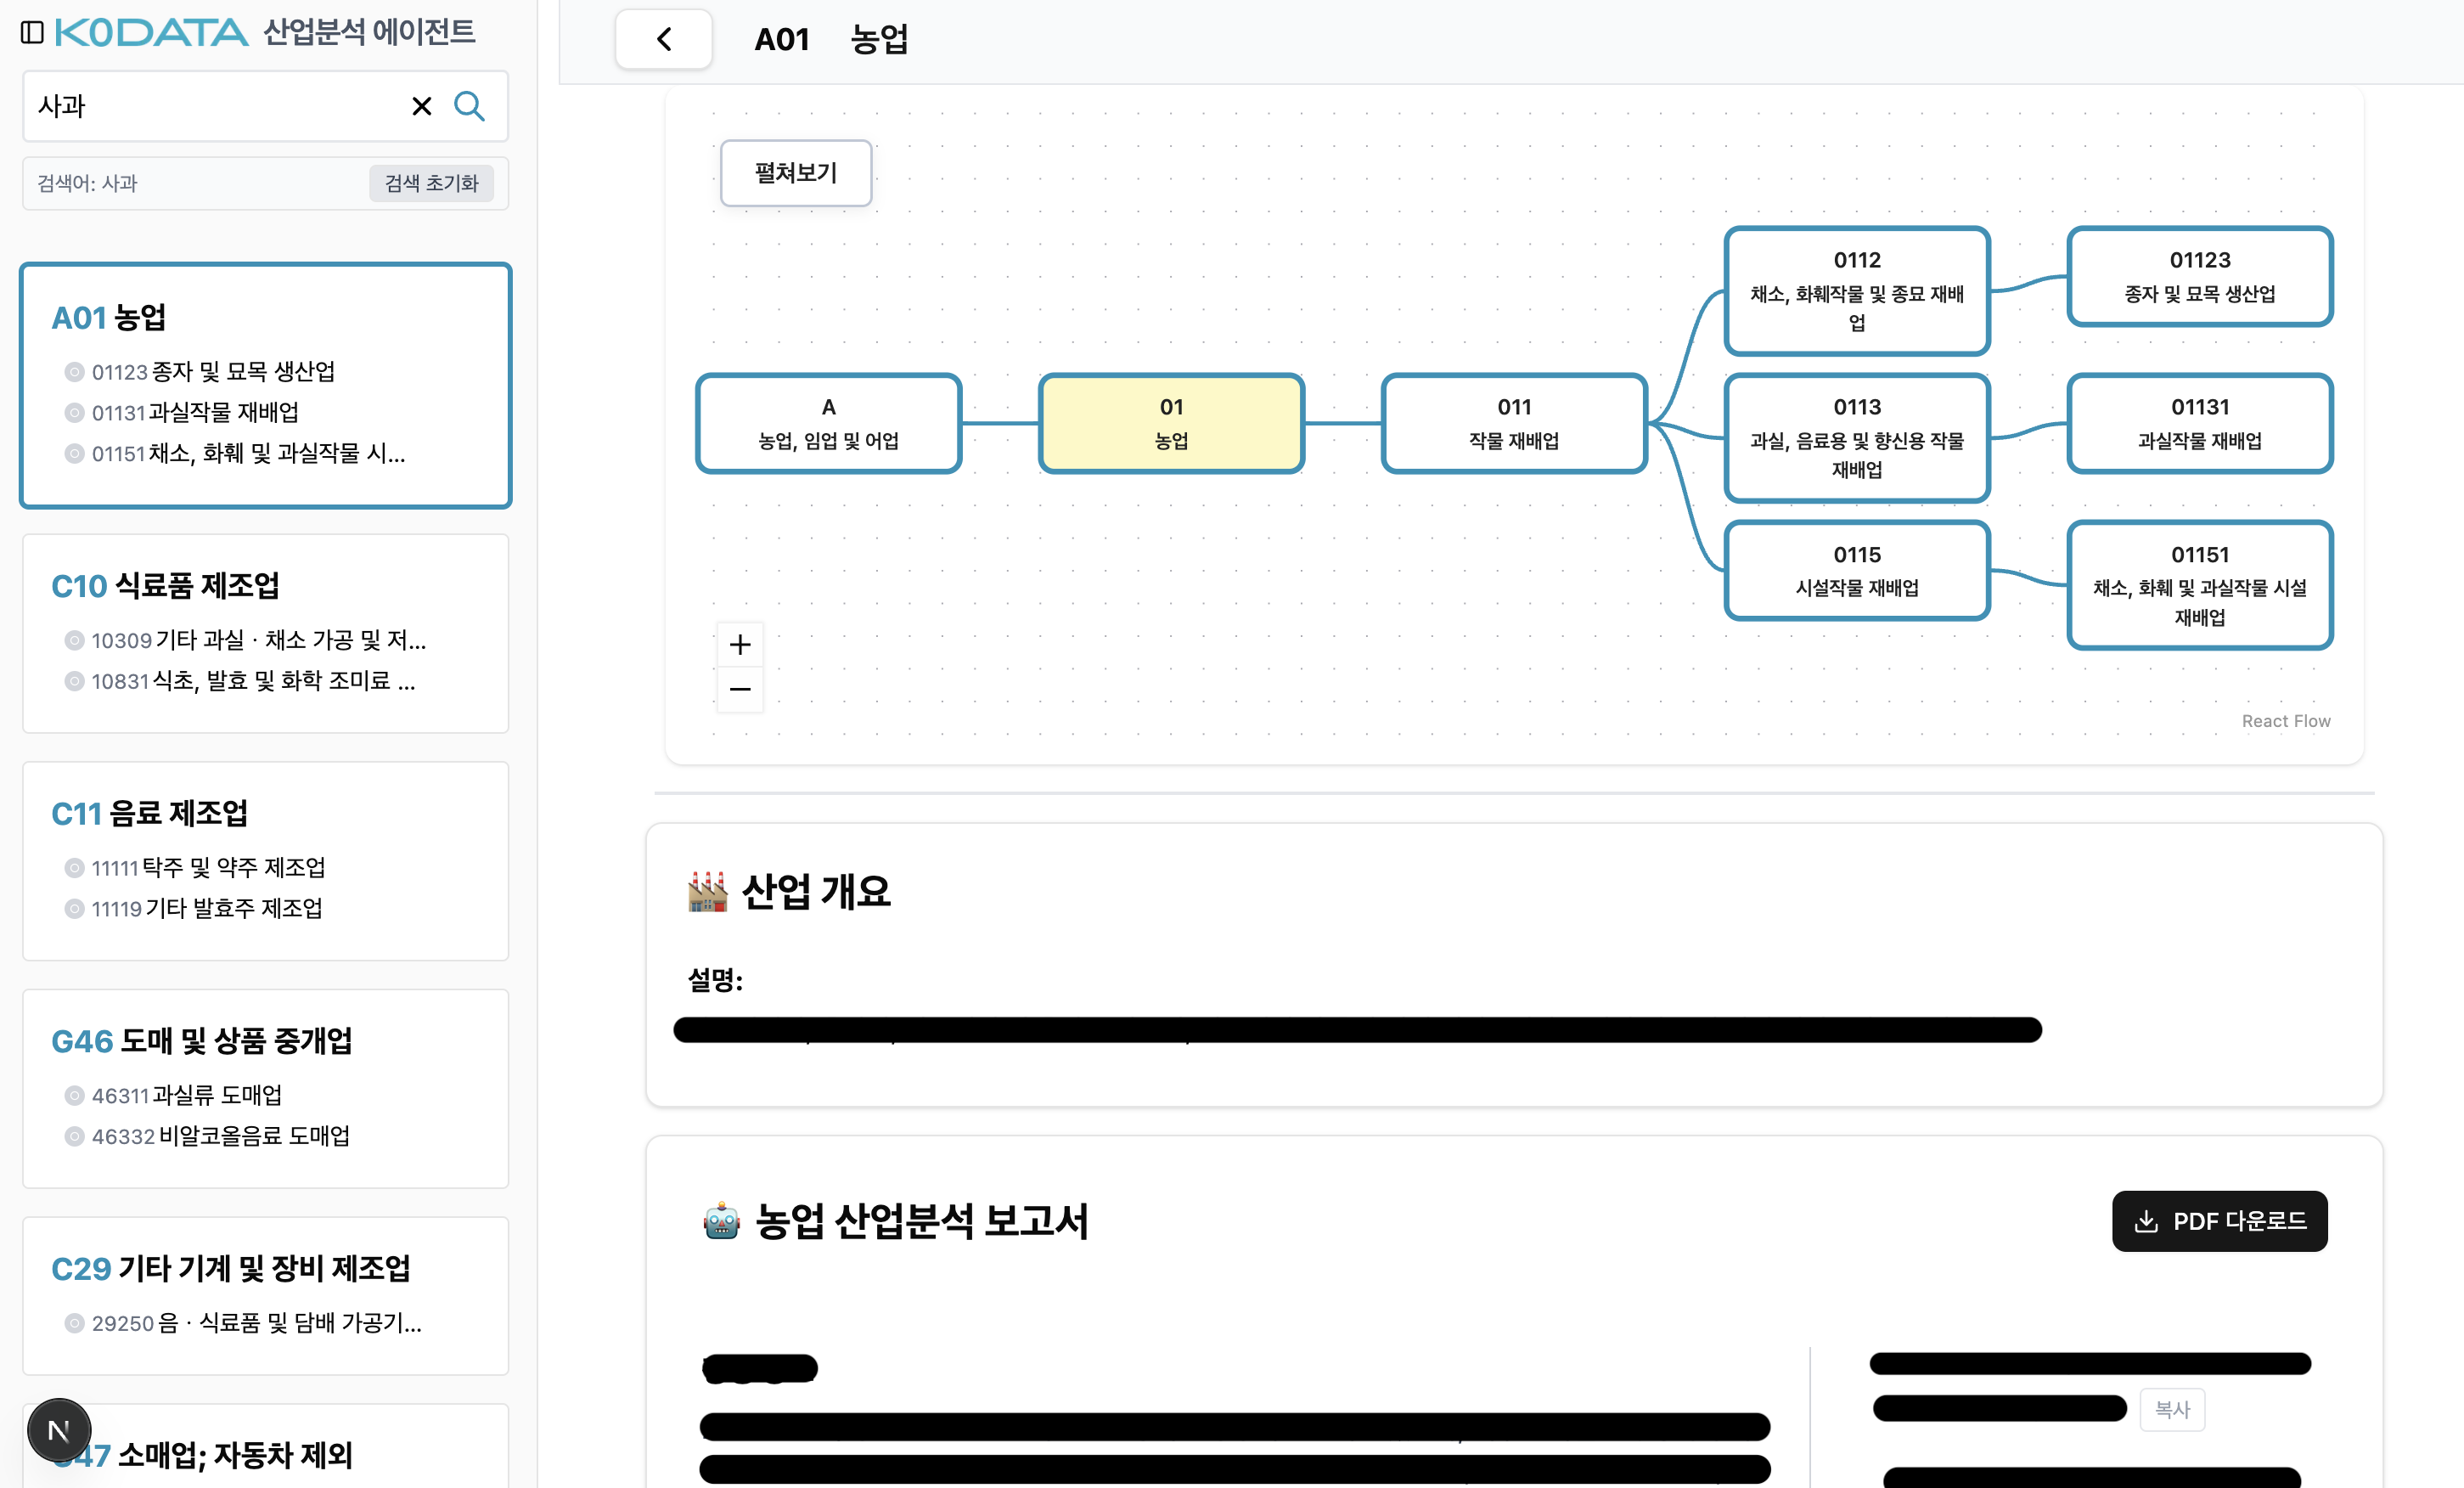 KODATA 산업분석 에이전트
사과
검색어: 사과
검색 초기화
A01 농업
01123 종자 및 묘목 생산업
01131 과실작물 재배업
01151 채소, 화훼 및 과실작물 시...
C10 식료품 제조업
10309 기타 과실 · 채소 가공 및 저...
10831 식초, 발효 및 화학 조미료 ...
C11 음료 제조업
11111 탁주 및 약주 제조업
11119 기타 발효주 제조업
G46 도매 및 상품 중개업
46311 과실류 도매업
46332 비알코올음료 도매업
C29 기타 기계 및 장비 제조업
29250 음 · 식료품 및 담배 가공기...
N
47 소매업; 자동차 제외
A01 농업
펼쳐보기
A
농업, 임업 및 어업
01
농업
011
작물 재배업
0112
채소, 화훼작물 및 종묘 재배
업
01123
종자 및 묘목 생산업
0113
과실, 음료용 및 향신용 작물
재배업
01131
과실작물 재배업
0115
시설작물 재배업
01151
채소, 화훼 및 과실작물 시설
재배업
+
−
React Flow
산업 개요
설명:
농업 산업분석 보고서
PDF 다운로드
복사